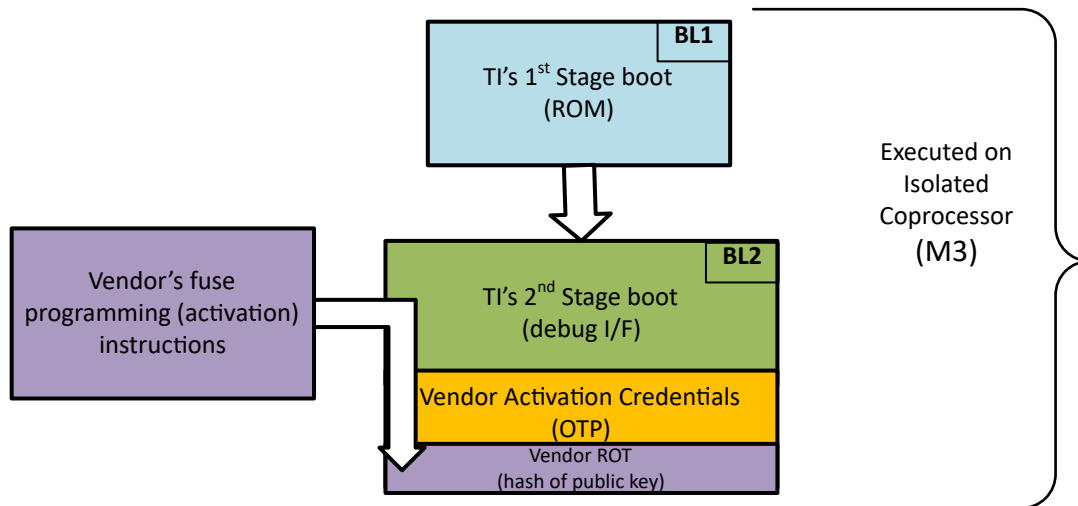 BL1
TI's 1st Stage boot
(ROM)
Executed on
Isolated
Coprocessor
(M3)
BL2
TI's 2nd Stage boot
(debug I/F)
Vendor's fuse
programming (activation)
instructions
Vendor Activation Credentials
(OTP)
Vendor ROT
(hash of public key)